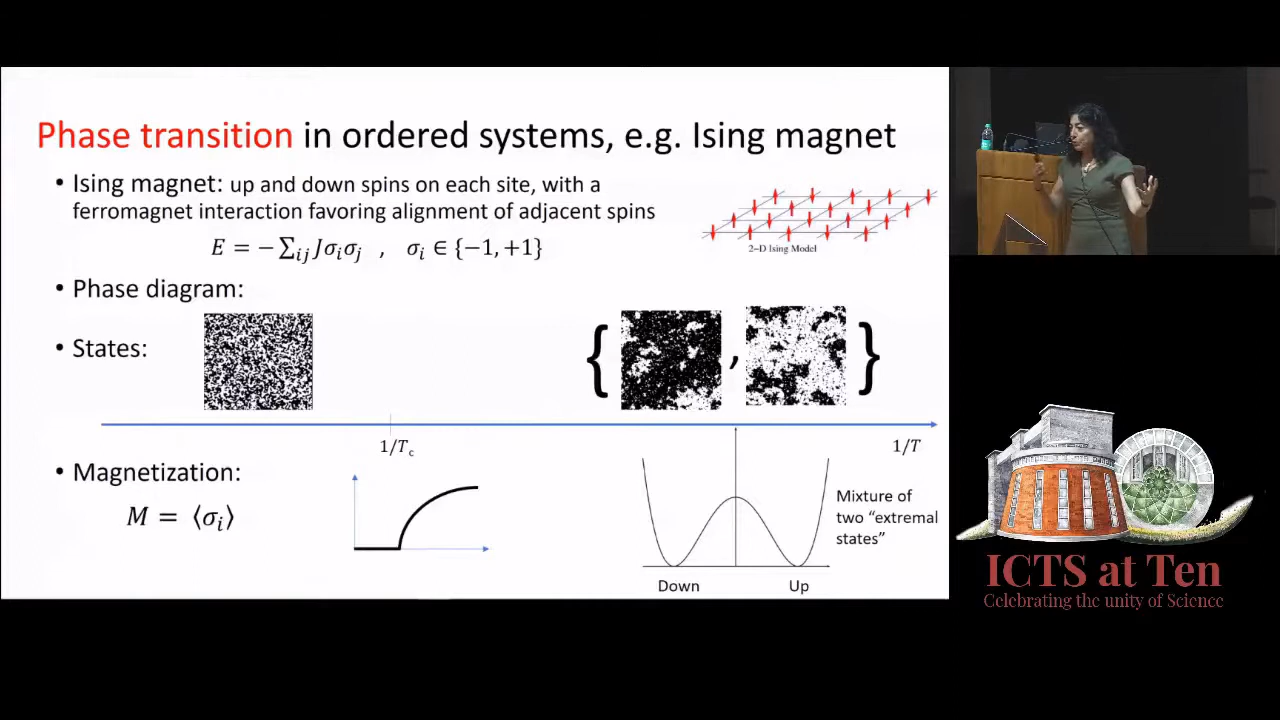 Phase transition in ordered systems, e.g. Ising magnet
• Ising magnet: up and down spins on each site, with a
ferromagnet interaction favoring alignment of adjacent spins
E = −∑ᵢⱼ Jσᵢσⱼ , σᵢ ∈ {−1, +1}
2-D Ising Model
• Phase diagram:
• States:
{ , }
1/T_c
1/T
• Magnetization:
M = ⟨σᵢ⟩
Mixture of
two “extremal
states”
Down Up
ICTS at Ten
Celebrating the unity of Science